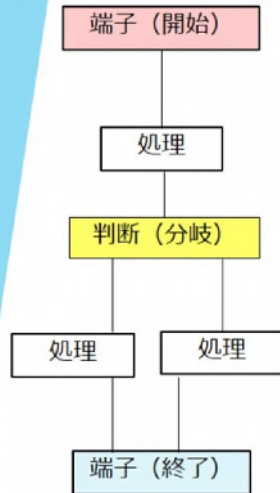 端子（開始）
処理
判断（分岐）
処理
処理
端子（終了）